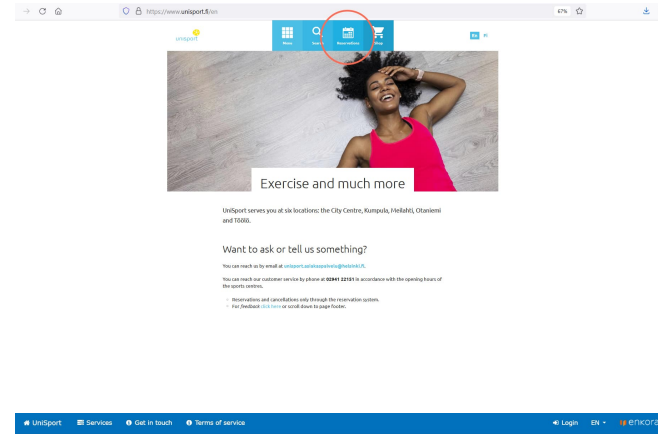 https://www.unisport.fi/en
67%
unisport
Menu
Search
Reservations
Shop
EN
FI
Exercise and much more
UniSport serves you at six locations: the City Centre, Kumpula, Meilahti, Otaniemi
and Töölö.
Want to ask or tell us something?
You can reach us by email at unisport.asiakaspalvelu@helsinki.fi.
You can reach our customer service by phone at 02941 22151 in accordance with the opening hours of
the sports centres.
Reservations and cancellations only through the reservation system.
For feedback click here or scroll down to page footer.
UniSport
Services
Get in touch
Terms of service
Login
EN
enkora